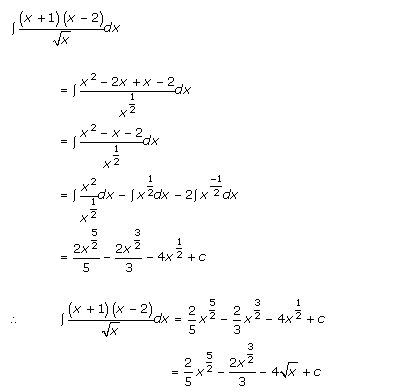 ∫ (x + 1)(x − 2)/√x dx
= ∫ (x² − 2x + x − 2)/x^(1/2) dx
= ∫ (x² − x − 2)/x^(1/2) dx
= ∫ x²/x^(1/2) dx − ∫ x^(1/2) dx − 2∫ x^(−1/2) dx
= 2x^(5/2)/5 − 2x^(3/2)/3 − 4x^(1/2) + c
∴ ∫ (x + 1)(x − 2)/√x dx = 2/5 x^(5/2) − 2/3 x^(3/2) − 4x^(1/2) + c
= 2/5 x^(5/2) − 2x^(3/2)/3 − 4√x + c